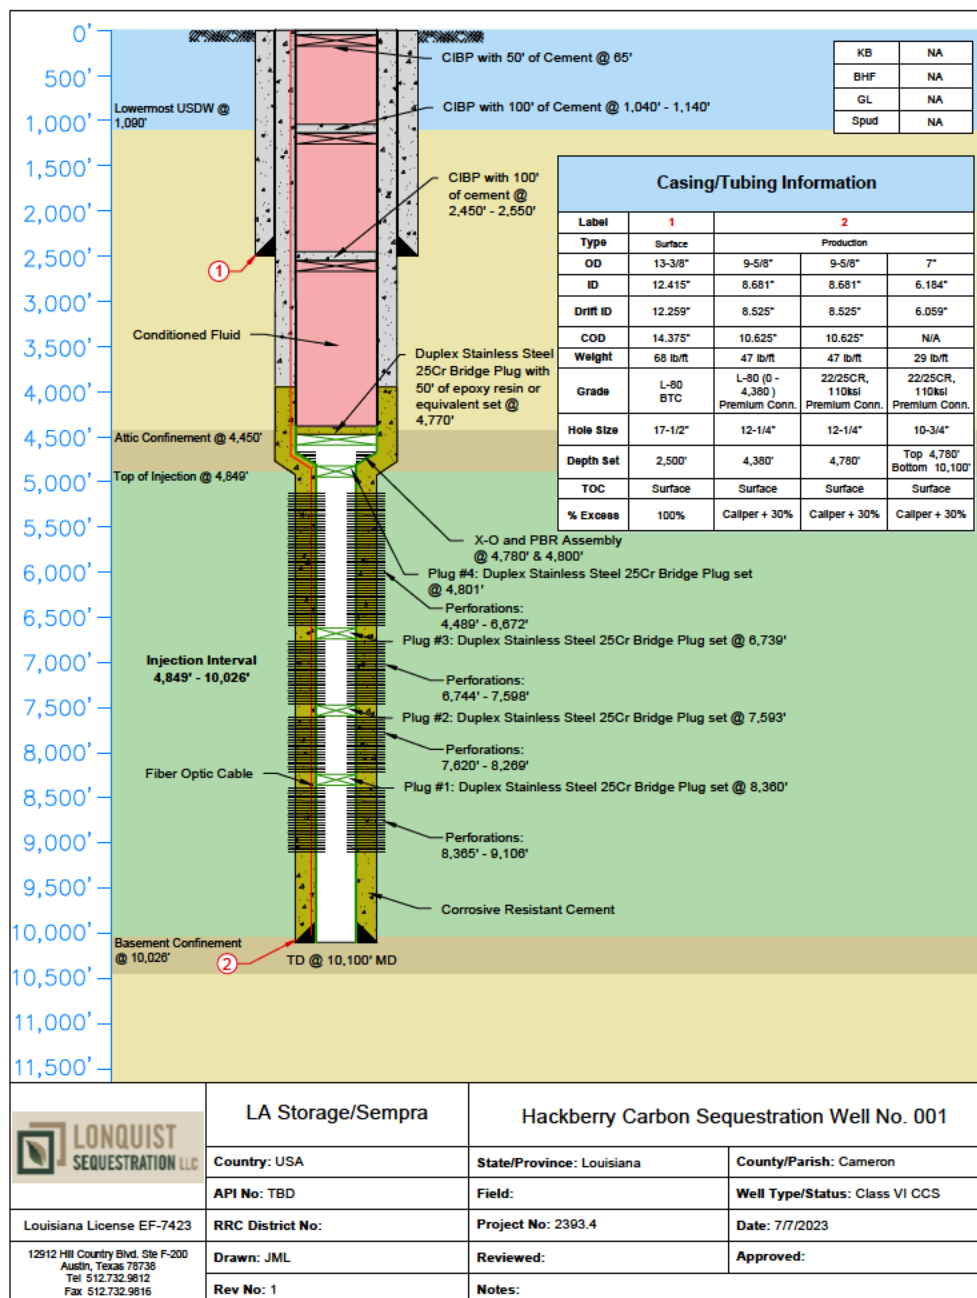 0'
500'
1,000'
1,500'
2,000'
2,500'
3,000'
3,500'
4,000'
4,500'
5,000'
5,500'
6,000'
6,500'
7,000'
7,500'
8,000'
8,500'
9,000'
9,500'
10,000'
10,500'
11,000'
11,500'
Lowermost USDW @
1,090'
Attic Confinement @ 4,450'
Top of Injection @ 4,849'
Injection Interval
4,849' - 10,026'
Fiber Optic Cable
Basement Confinement
@ 10,026'
Conditioned Fluid
1
2
TD @ 10,100' MD
CIBP with 50' of Cement @ 65'
CIBP with 100' of Cement @ 1,040' - 1,140'
CIBP with 100'
of cement @
2,450' - 2,550'
Duplex Stainless Steel
25Cr Bridge Plug with
50' of epoxy resin or
equivalent set @
4,770'
X-O and PBR Assembly
@ 4,780' & 4,800'
Plug #4: Duplex Stainless Steel 25Cr Bridge Plug set
@ 4,801'
Perforations:
4,489' - 6,672'
Plug #3: Duplex Stainless Steel 25Cr Bridge Plug set @ 6,739'
Perforations:
6,744' - 7,598'
Plug #2: Duplex Stainless Steel 25Cr Bridge Plug set @ 7,593'
Perforations:
7,620' - 8,269'
Plug #1: Duplex Stainless Steel 25Cr Bridge Plug set @ 8,360'
Perforations:
8,365' - 9,106'
Corrosive Resistant Cement
KB NA
BHF NA
GL NA
Spud NA
Casing/Tubing Information
Label 1 2
Type Surface Production
OD 13-3/8" 9-5/8" 9-5/8" 7"
ID 12.415" 8.681" 8.681" 6.184"
Drift ID 12.259" 8.525" 8.525" 6.059"
COD 14.375" 10.625" 10.625" N/A
Weight 68 lb/ft 47 lb/ft 47 lb/ft 29 lb/ft
Grade L-80 BTC L-80 (0 - 4,380 ) Premium Conn. 22/25CR, 110ksi Premium Conn. 22/25CR, 110ksi Premium Conn.
Hole Size 17-1/2" 12-1/4" 12-1/4" 10-3/4"
Depth Set 2,500' 4,380' 4,780' Top 4,780' Bottom 10,100'
TOC Surface Surface Surface Surface
% Excess 100% Caliper + 30% Caliper + 30% Caliper + 30%
LONQUIST
SEQUESTRATION LLC
LA Storage/Sempra
Hackberry Carbon Sequestration Well No. 001
Country: USA
State/Province: Louisiana
County/Parish: Cameron
API No: TBD
Field:
Well Type/Status: Class VI CCS
Louisiana License EF-7423
RRC District No:
Project No: 2393.4
Date: 7/7/2023
12912 Hill Country Blvd. Ste F-200
Austin, Texas 78738
Tel 512.732.9812
Fax 512.732.9816
Drawn: JML
Reviewed:
Approved:
Rev No: 1
Notes: